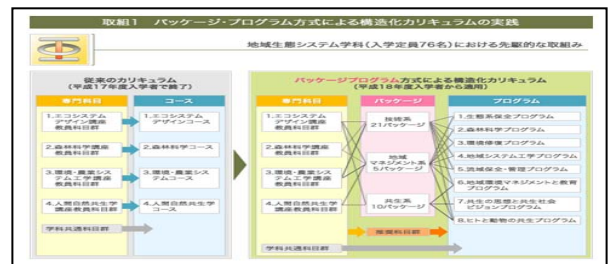 取組1 パッケージ・プログラム方式による構造化カリキュラムの実践
地域生態システム学科(入学定員76名)における先駆的な取組み
従来のカリキュラム
(平成17年度入学者で終了)
専門科目
コース
1.エコシステム
デザイン講座
教員科目群
1.エコシステム
デザインコース
2.森林科学講座
教員科目群
2.森林科学コース
3.環境・農業シス
テム工学講座
教員科目群
3.環境・農業シス
テムコース
4.人間自然共生学
講座教員科目群
4.人間自然共生学
コース
学科共通科目群
パッケージプログラム方式による構造化カリキュラム
(平成18年度入学者から適用)
専門科目
パッケージ
プログラム
1.エコシステム
デザイン講座
教員科目群
2.森林科学講座
教員科目群
3.環境・農業シス
テム工学講座
教員科目群
4.人間自然共生学
講座教員科目群
技術系
21パッケージ
地域
マネジメント系
5パッケージ
共生系
10パッケージ
1.生態系保全プログラム
2.森林科学プログラム
3.環境修復プログラム
4.地域システム工学プログラム
5.流域保全・管理プログラム
6.地域環境マネジメントと教育
プログラム
7.共生の思想と共生社会
ビジョンプログラム
8.ヒトと動物の共生プログラム
推奨科目群
学科共通科目群